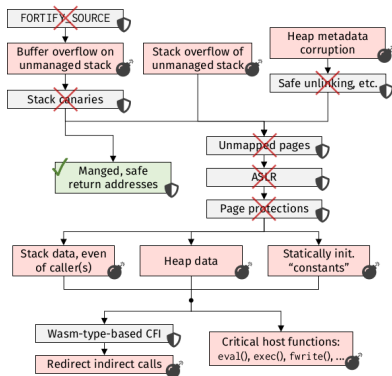 FORTIFY_SOURCE
Buffer overflow on
unmanaged stack
Stack overflow of
unmanaged stack
Heap metadata
corruption
Stack canaries
Safe unlinking, etc.
Manged, safe
return addresses
Unmapped pages
ASLR
Page protections
Stack data, even
of caller(s)
Heap data
Statically init.
“constants”
Wasm-type-based CFI
Redirect indirect calls
Critical host functions:
eval(), exec(), fwrite(), ...